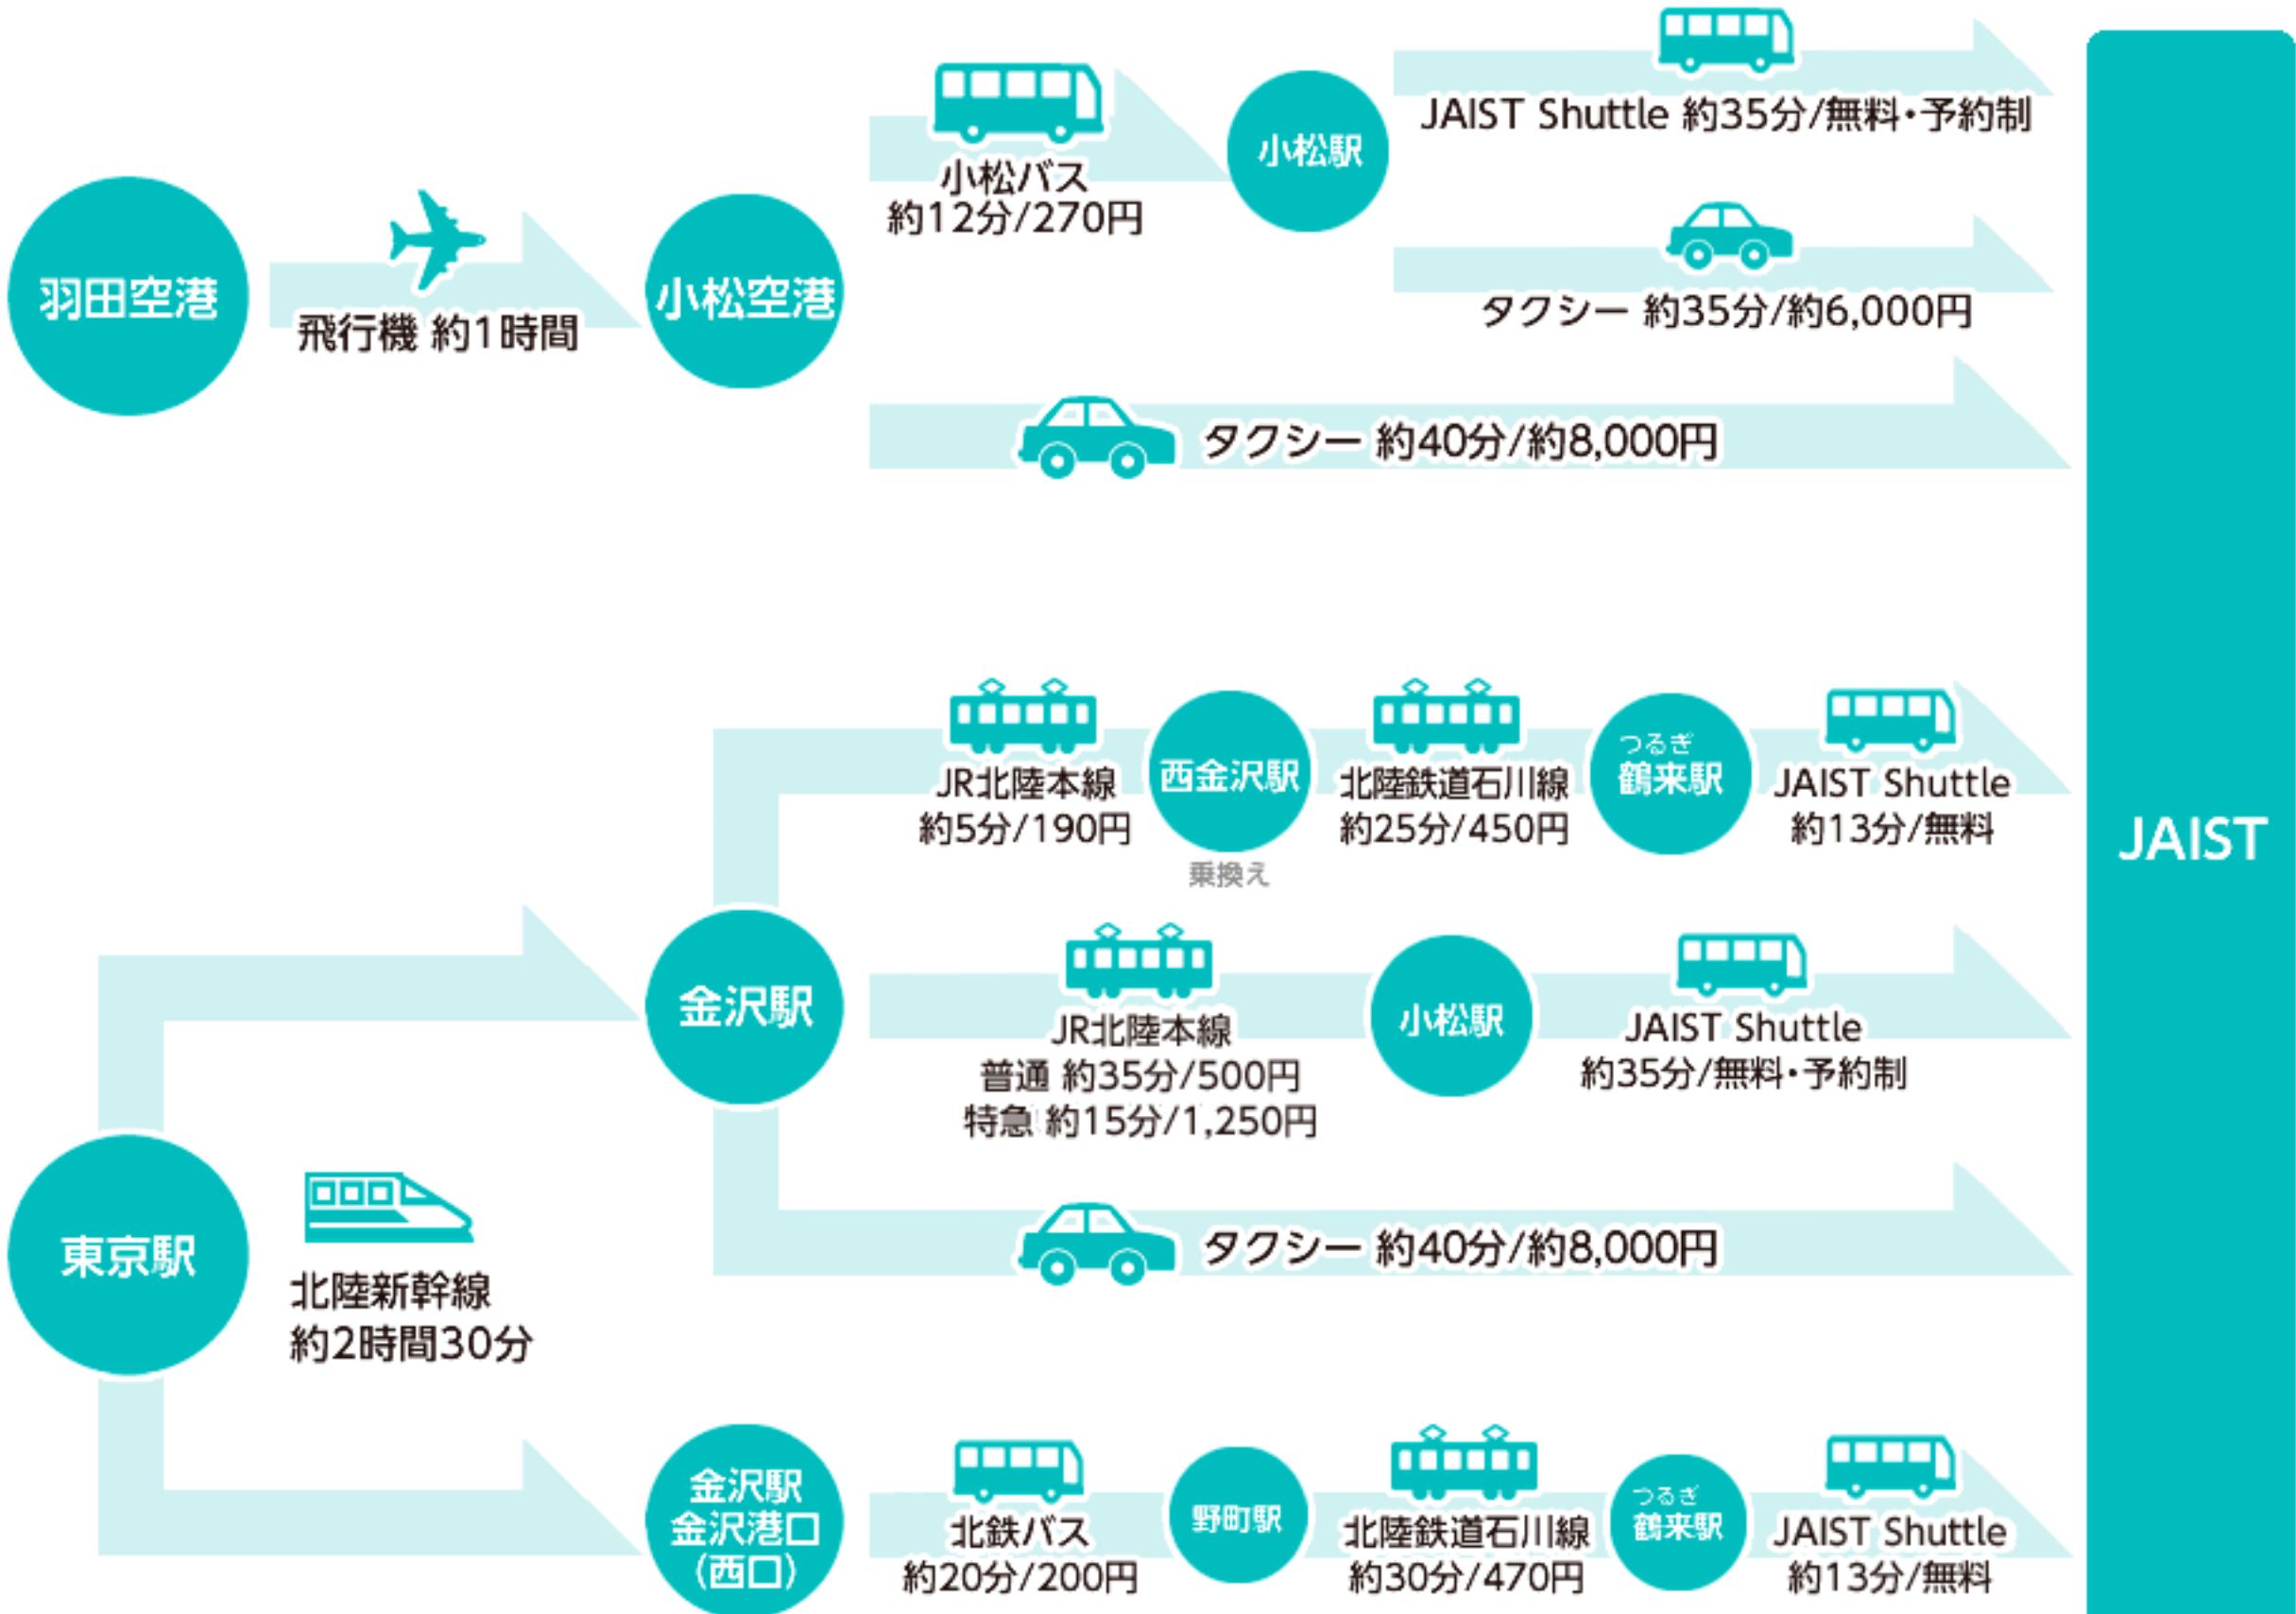 羽田空港
飛行機 約1時間
小松空港
小松バス
約12分/270円
小松駅
JAIST Shuttle 約35分/無料・予約制
タクシー 約35分/約6,000円
タクシー 約40分/約8,000円
JAIST
東京駅
北陸新幹線
約2時間30分
金沢駅
JR北陸本線
約5分/190円
西金沢駅
乗換え
北陸鉄道石川線
約25分/450円
つるぎ
鶴来駅
JAIST Shuttle
約13分/無料
JR北陸本線
普通 約35分/500円
特急 約15分/1,250円
小松駅
JAIST Shuttle
約35分/無料・予約制
タクシー 約40分/約8,000円
金沢駅
金沢港口
(西口)
北鉄バス
約20分/200円
野町駅
北陸鉄道石川線
約30分/470円
つるぎ
鶴来駅
JAIST Shuttle
約13分/無料